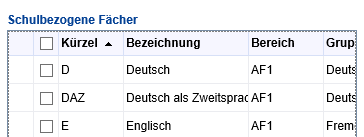 Schulbezogene Fächer
Kürzel Bezeichnung Bereich Grup
D Deutsch AF1 Deuts
DAZ Deutsch als Zweitsprac AF1 Deuts
E Englisch AF1 Frem